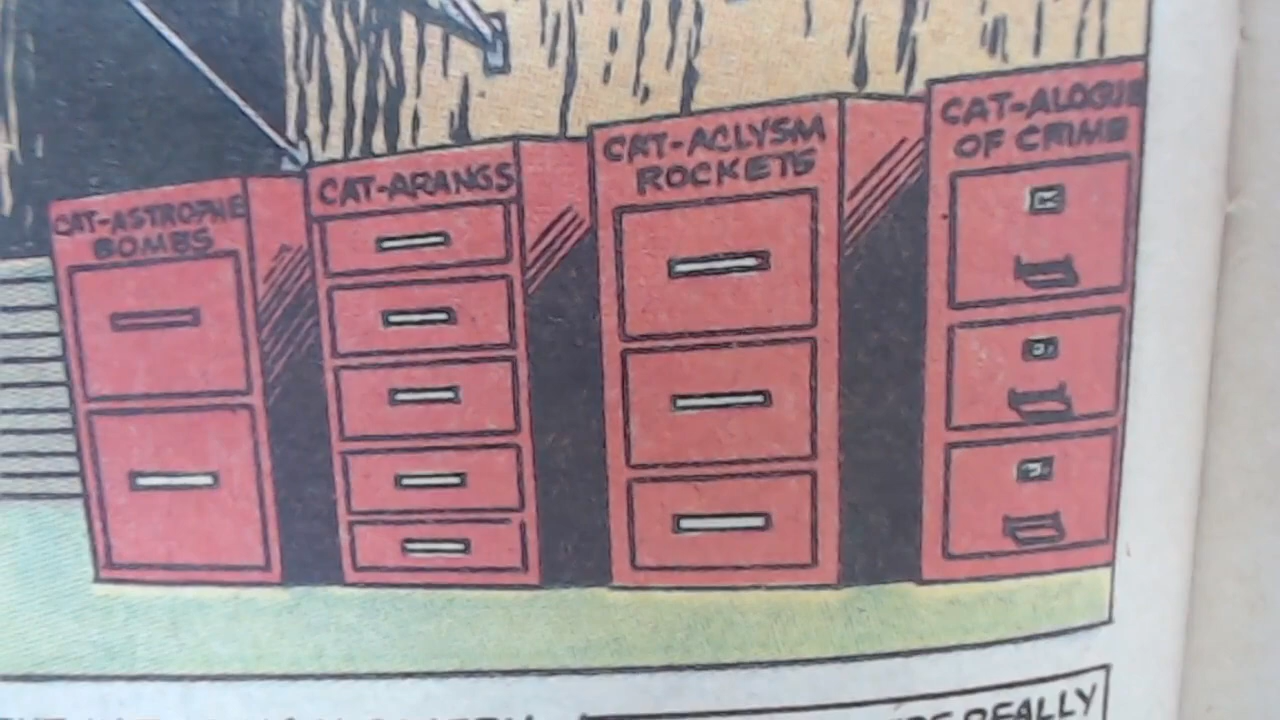 CAT-ASTROPHE
BOMBS
CAT-ARANGS
CAT-ACLYSM
ROCKETS
CAT-ALOGUE
OF CRIME
REALLY